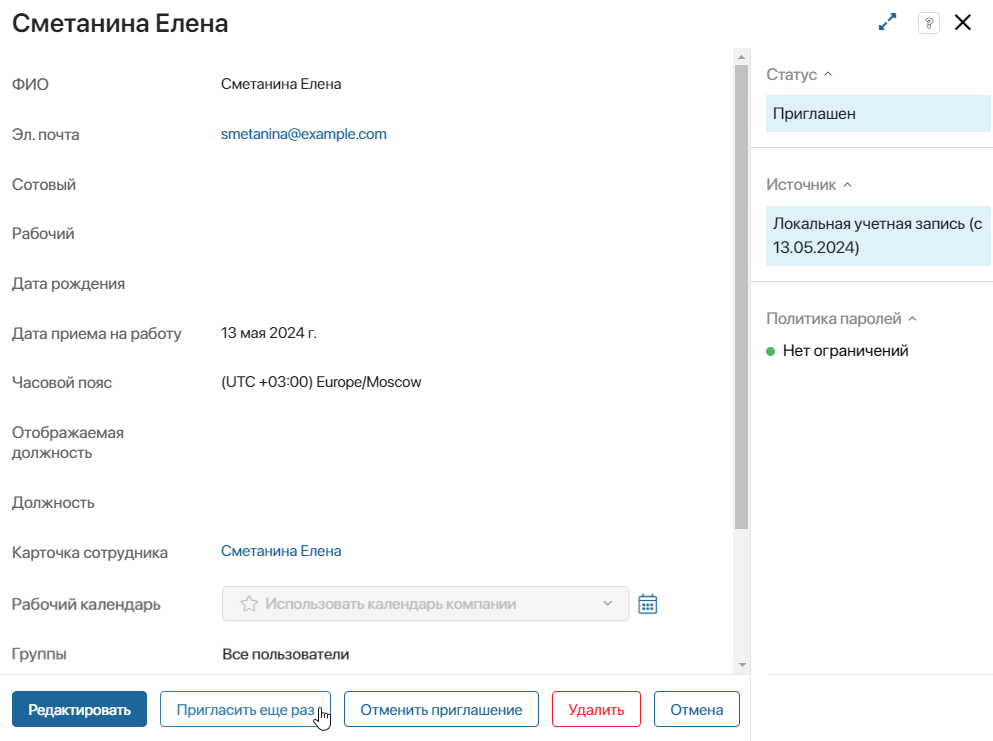 Сметанина Елена
?
ФИО Сметанина Елена
Эл. почта smetanina@example.com
Сотовый
Рабочий
Дата рождения
Дата приема на работу 13 мая 2024 г.
Часовой пояс (UTC +03:00) Europe/Moscow
Отображаемая
должность
Должность
Карточка сотрудника Сметанина Елена
Рабочий календарь Использовать календарь компании
Группы Все пользователи
Редактировать Пригласить еще раз Отменить приглашение Удалить Отмена
Статус
Приглашен
Источник
Локальная учетная запись (с
13.05.2024)
Политика паролей
Нет ограничений